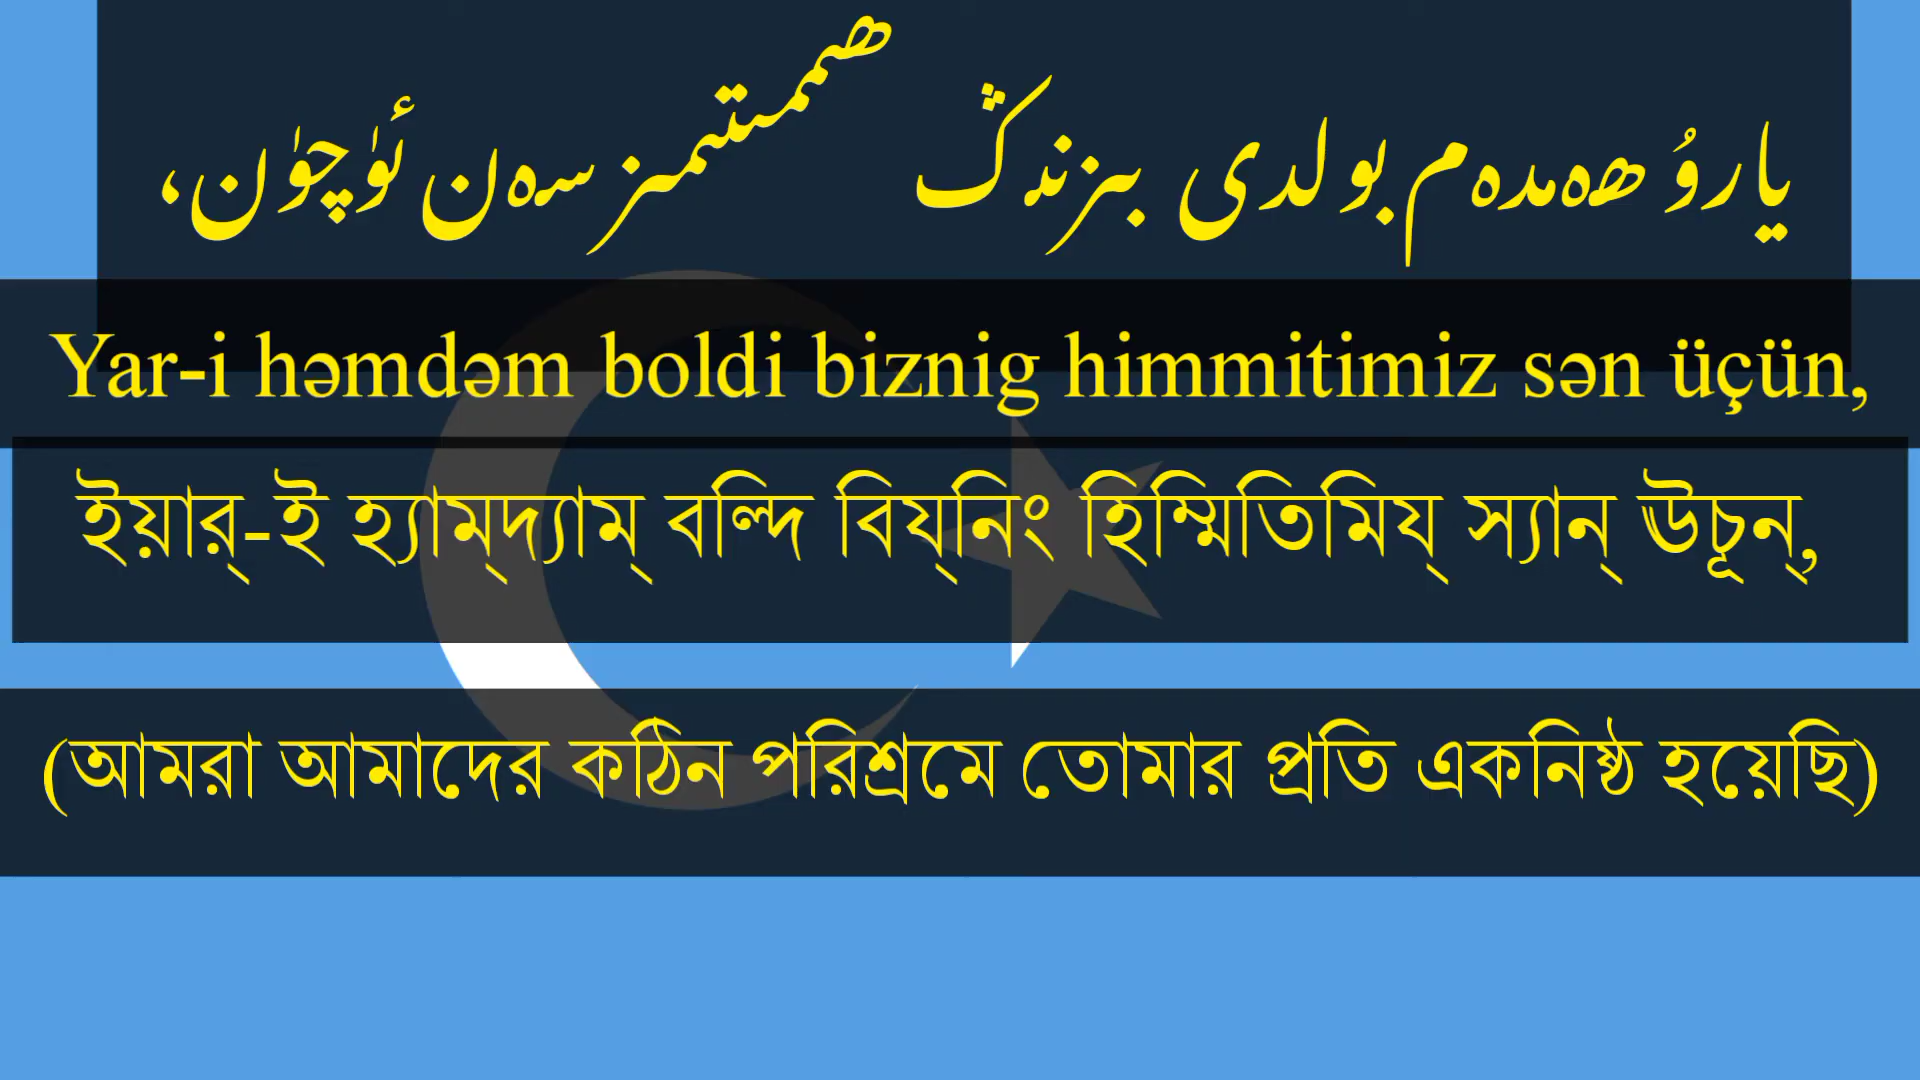 يارۇ ھەمدەم بولدى بىزنىڭ ھىممىتىمىز سەن ئۈچۈن،
Yar-i həmdəm boldi biznig himmitimiz sən üçün,
ইয়ার্-ই হ্যাম্দ্যাম্ বল্দি বিয্নিং হিম্মিতিমিয্ স্যান্ ঊচূন্,
(আমরা আমাদের কঠিন পরিশ্রমে তোমার প্রতি একনিষ্ঠ হয়েছি)